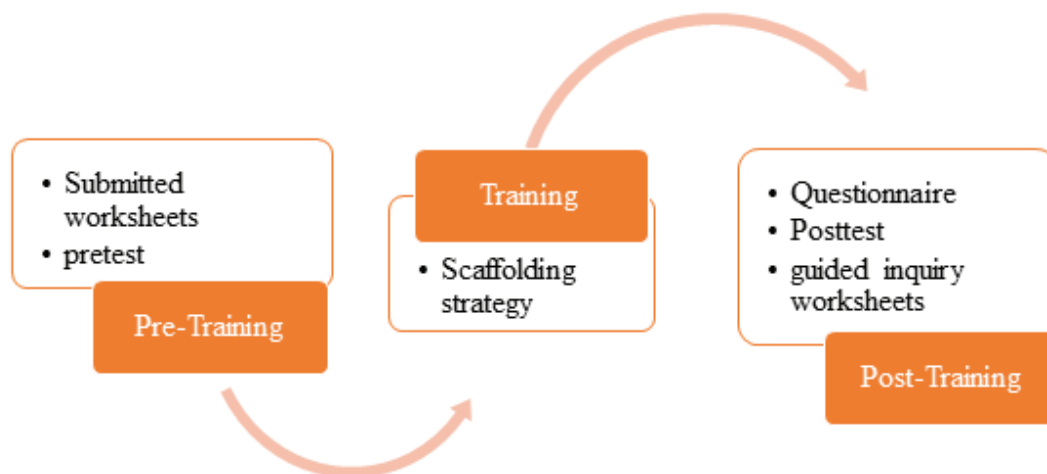 • Submitted
worksheets
• pretest
Pre-Training
Training
• Scaffolding
strategy
• Questionnaire
• Posttest
• guided inquiry
worksheets
Post-Training